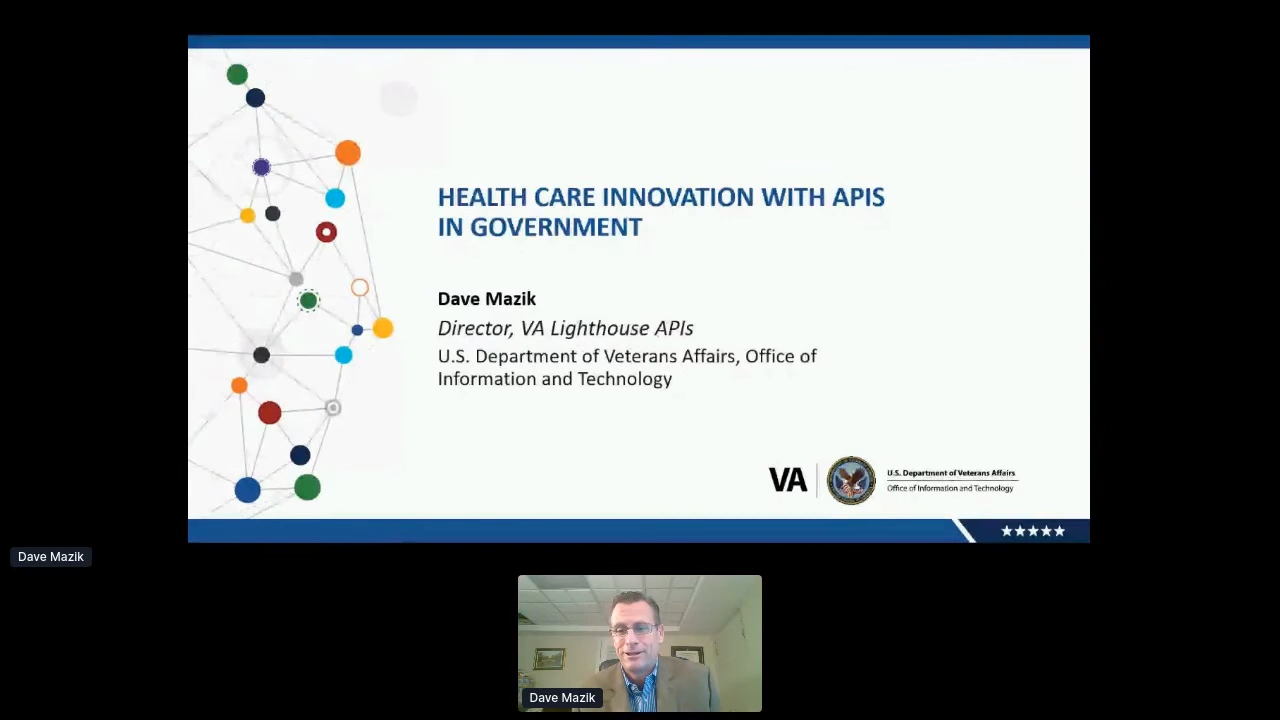 HEALTH CARE INNOVATION WITH APIS
IN GOVERNMENT
Dave Mazik
Director, VA Lighthouse APIs
U.S. Department of Veterans Affairs, Office of
Information and Technology
VA
U.S. Department of Veterans Affairs
Office of Information and Technology
Dave Mazik
Dave Mazik